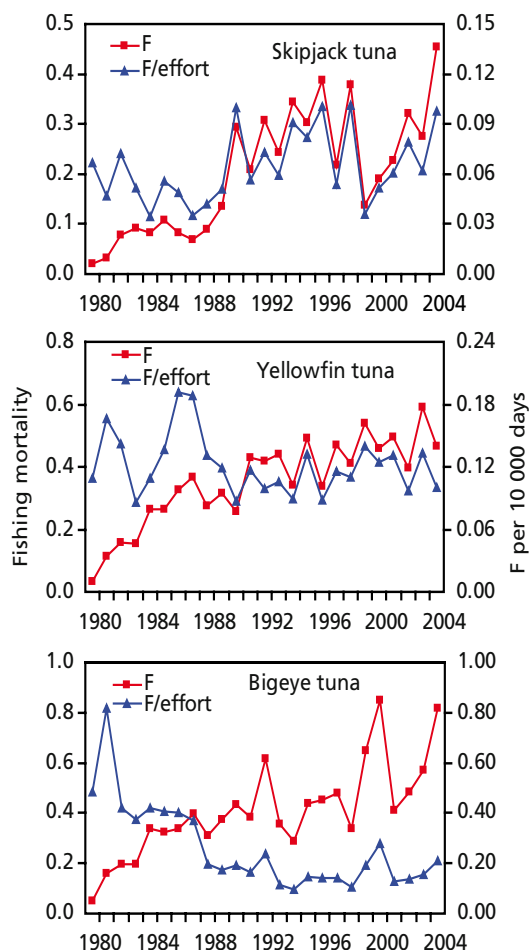 Skipjack tuna
F
F/effort
0.5
0.4
0.3
0.2
0.1
0.0
0.15
0.12
0.09
0.06
0.03
0.00
1980 1984 1988 1992 1996 2000 2004
Yellowfin tuna
F
F/effort
0.8
0.6
0.4
0.2
0.0
0.24
0.18
0.12
0.06
0.00
1980 1984 1988 1992 1996 2000 2004
Fishing mortality
F per 10 000 days
Bigeye tuna
F
F/effort
1.0
0.8
0.6
0.4
0.2
0.0
1.00
0.80
0.60
0.40
0.20
0.00
1980 1984 1988 1992 1996 2000 2004